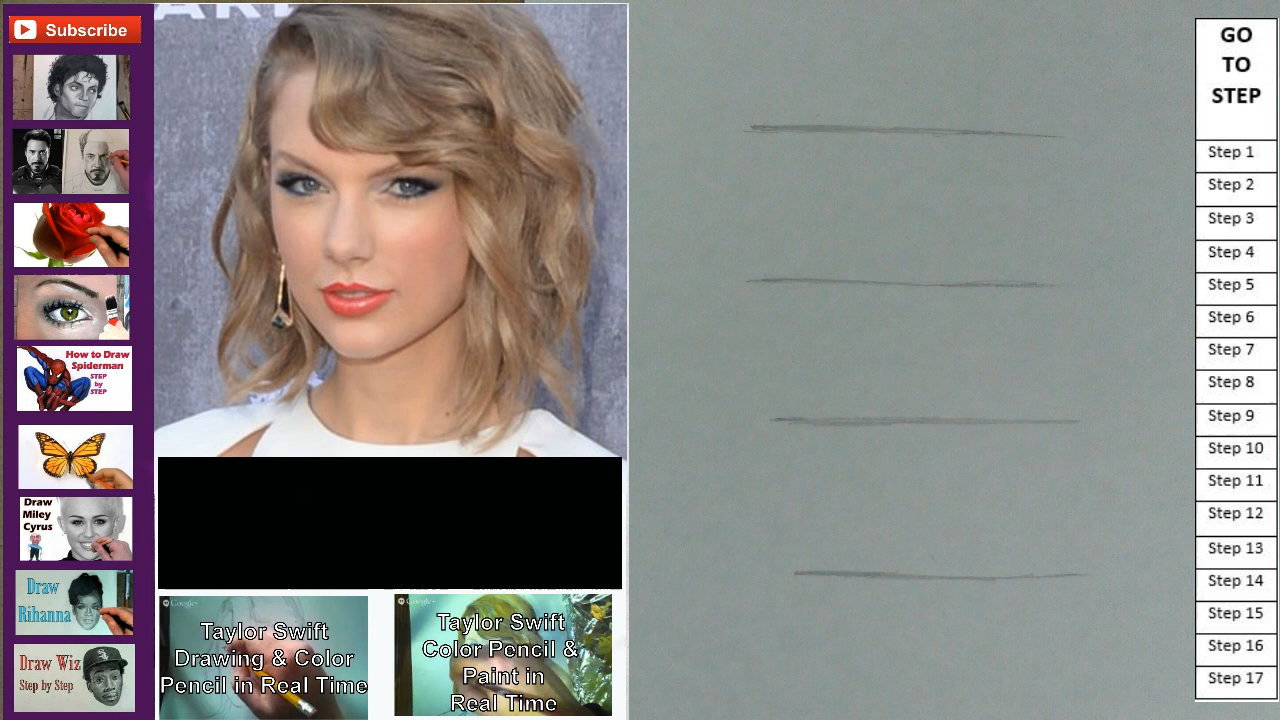 Subscribe
How to Draw
Spiderman
STEP
by
STEP
Draw
Miley
Cyrus
Draw
Rihanna
Draw Wiz
Step by Step
Google+
Taylor Swift
Drawing & Color
Pencil in Real Time
Google+
Taylor Swift
Color Pencil &
Paint in
Real Time
GO
TO
STEP
Step 1
Step 2
Step 3
Step 4
Step 5
Step 6
Step 7
Step 8
Step 9
Step 10
Step 11
Step 12
Step 13
Step 14
Step 15
Step 16
Step 17